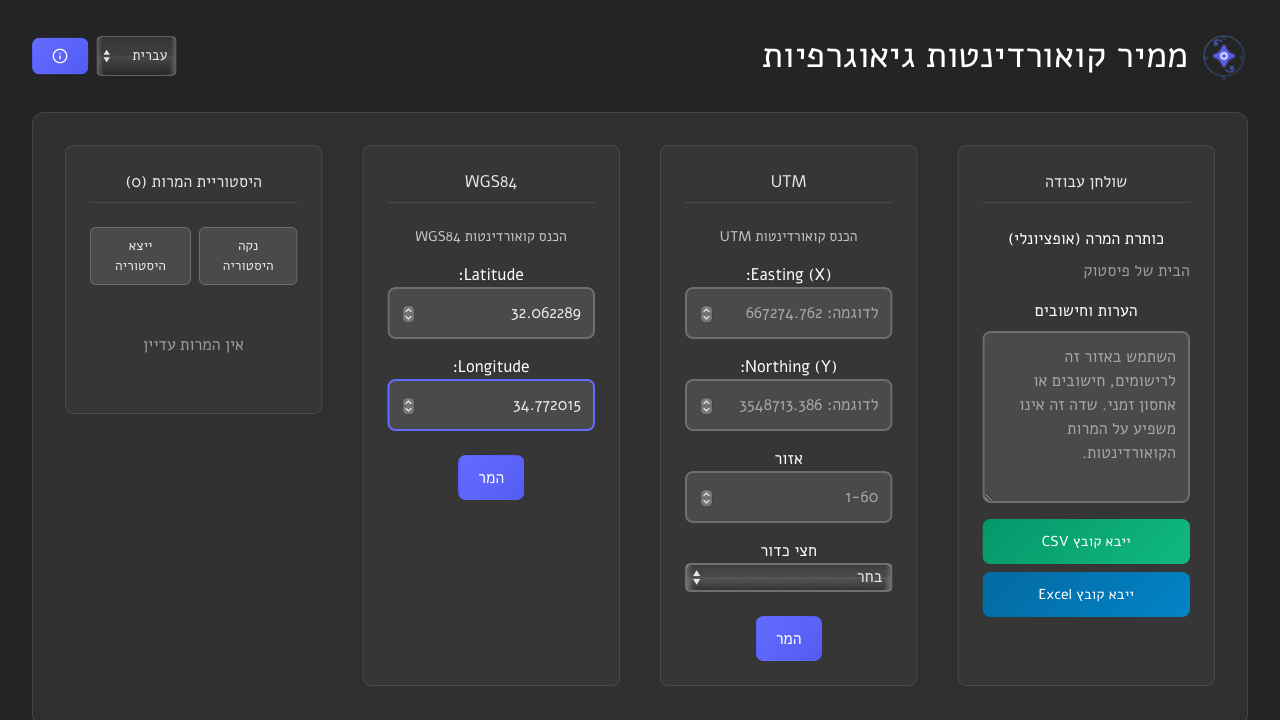 ממיר קואורדינטות גיאוגרפיות
עברית
שולחן עבודה
כותרת המרה (אופציונלי)
הבית של פיסטוק
הערות וחישובים
השתמש באזור זה
לרישומים, חישובים או
אחסון זמני. שדה זה אינו
משפיע על המרות
הקואורדינטות.
ייבא קובץ CSV
ייבא קובץ Excel
UTM
הכנס קואורדינטות UTM
Easting (X):
לדוגמה: 667274.762
Northing (Y):
לדוגמה: 3548713.386
אזור
1-60
חצי כדור
בחר
המר
WGS84
הכנס קואורדינטות WGS84
Latitude:
32.062289
Longitude:
34.772015
המר
היסטוריית המרות (0)
נקה
היסטוריה
ייצא
היסטוריה
אין המרות עדיין